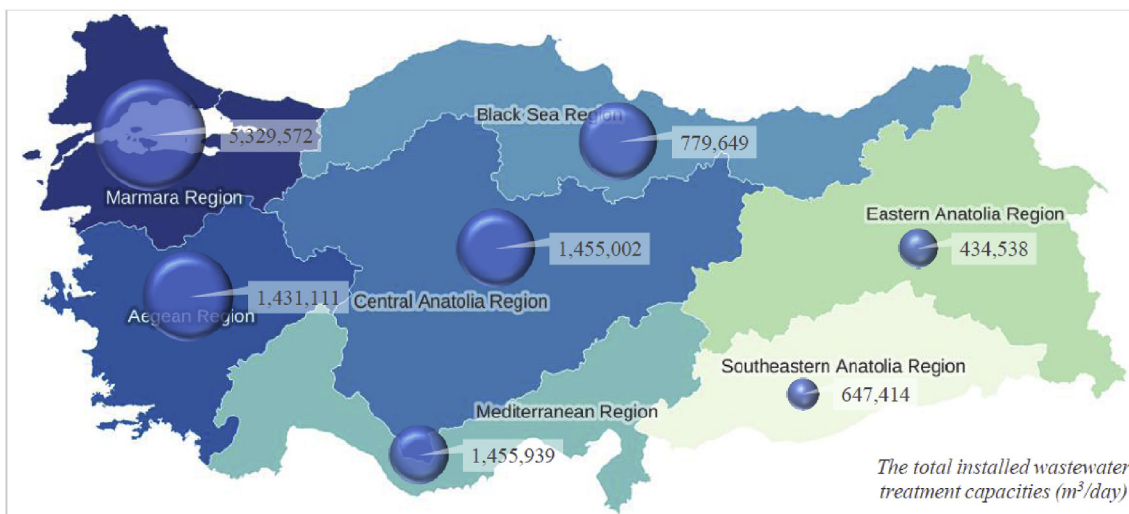 Black Sea Region
5,329,572
779,649
Marmara Region
Eastern Anatolia Region
1,455,002
434,538
1,431,111
Central Anatolia Region
Aegean Region
Southeastern Anatolia Region
647,414
Mediterranean Region
1,455,939
The total installed wastewater
treatment capacities (m³/day)